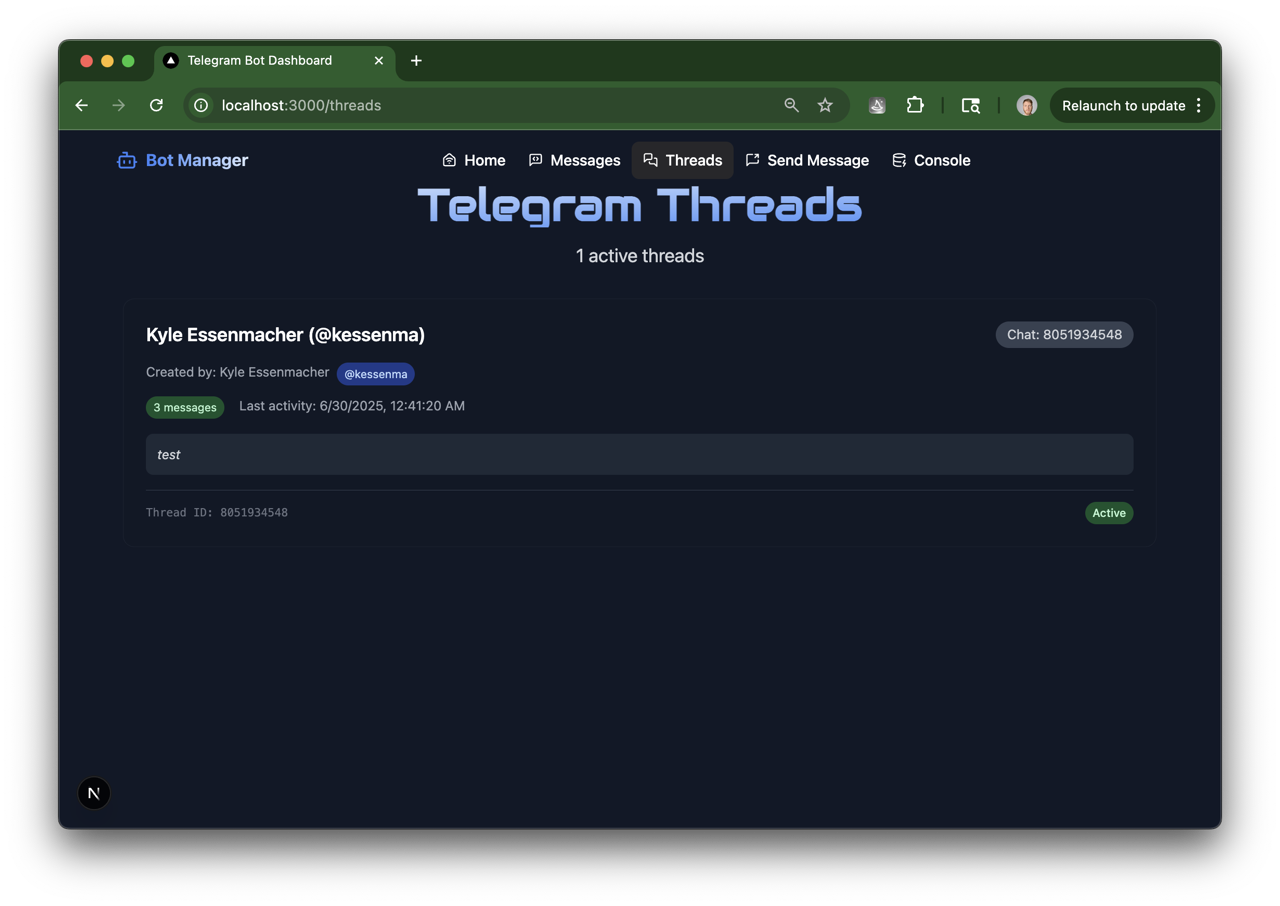 Telegram Bot Dashboard
localhost:3000/threads
Relaunch to update
Bot Manager
Home
Messages
Threads
Send Message
Console
Telegram Threads
1 active threads
Kyle Essenmacher (@kessenma)
Chat: 8051934548
Created by: Kyle Essenmacher @kessenma
3 messages Last activity: 6/30/2025, 12:41:20 AM
test
Thread ID: 8051934548
Active
N